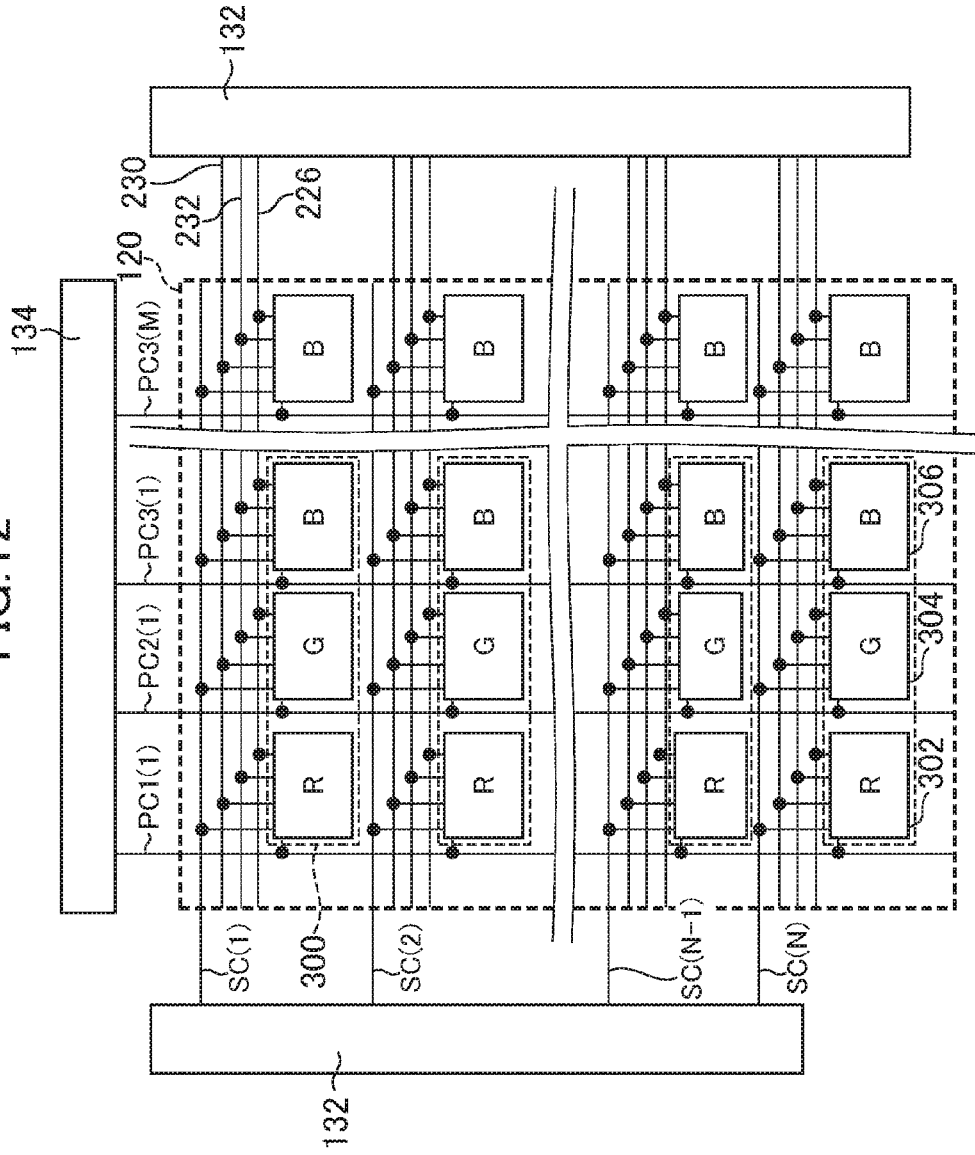 FIG.12
134
PC1(1)
PC2(1)
PC3(1)
PC3(M)
120
232
230
226
132
132
SC(1)
R
G
B
B
300
SC(2)
R
G
B
B
SC(N-1)
R
G
B
B
SC(N)
R
G
B
B
302
304
306